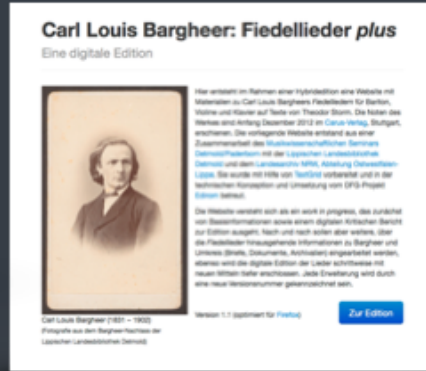 Carl Louis Bargheer: Fiedellieder plus
Eine digitale Edition
Hier entsteht im Rahmen einer Hybridedition eine Website mit
Materialien zu Carl Louis Bargheers Fiedelliedern für Bariton,
Violine und Klavier auf Texte von Theodor Storm. Die Noten des
Werkes sind Anfang Dezember 2012 im Carus-Verlag, Stuttgart,
erschienen. Die vorliegende Website entstand aus einer
Zusammenarbeit des Musikwissenschaftlichen Seminars
Detmold/Paderborn mit der Lippischen Landesbibliothek
Detmold und dem Landesarchiv NRW, Abteilung Ostwestfalen-
Lippe. Sie wurde mit Hilfe von TextGrid vorbereitet und in der
technischen Konzeption und Umsetzung vom DFG-Projekt
Edirom betreut.
Die Website versteht sich als ein work in progress, das zunächst
von Basisinformationen sowie einem digitalen Kritischen Bericht
zur Edition ausgeht. Nach und nach sollen aber weitere, über
die Fiedellieder hinausgehende Informationen zu Bargheer und
Umkreis (Briefe, Dokumente, Archivalien) eingearbeitet werden,
ebenso wird die digitale Edition der Lieder schrittweise mit
neuen Mitteln tiefer erschlossen. Jede Erweiterung wird durch
eine neue Versionsnummer gekennzeichnet sein.
Carl Louis Bargheer (1831 – 1902)
(Fotografie aus dem Bargheer-Nachlass der
Lippischen Landesbibliothek Detmold)
Version 1.1 (optimiert für Firefox)
Zur Edition